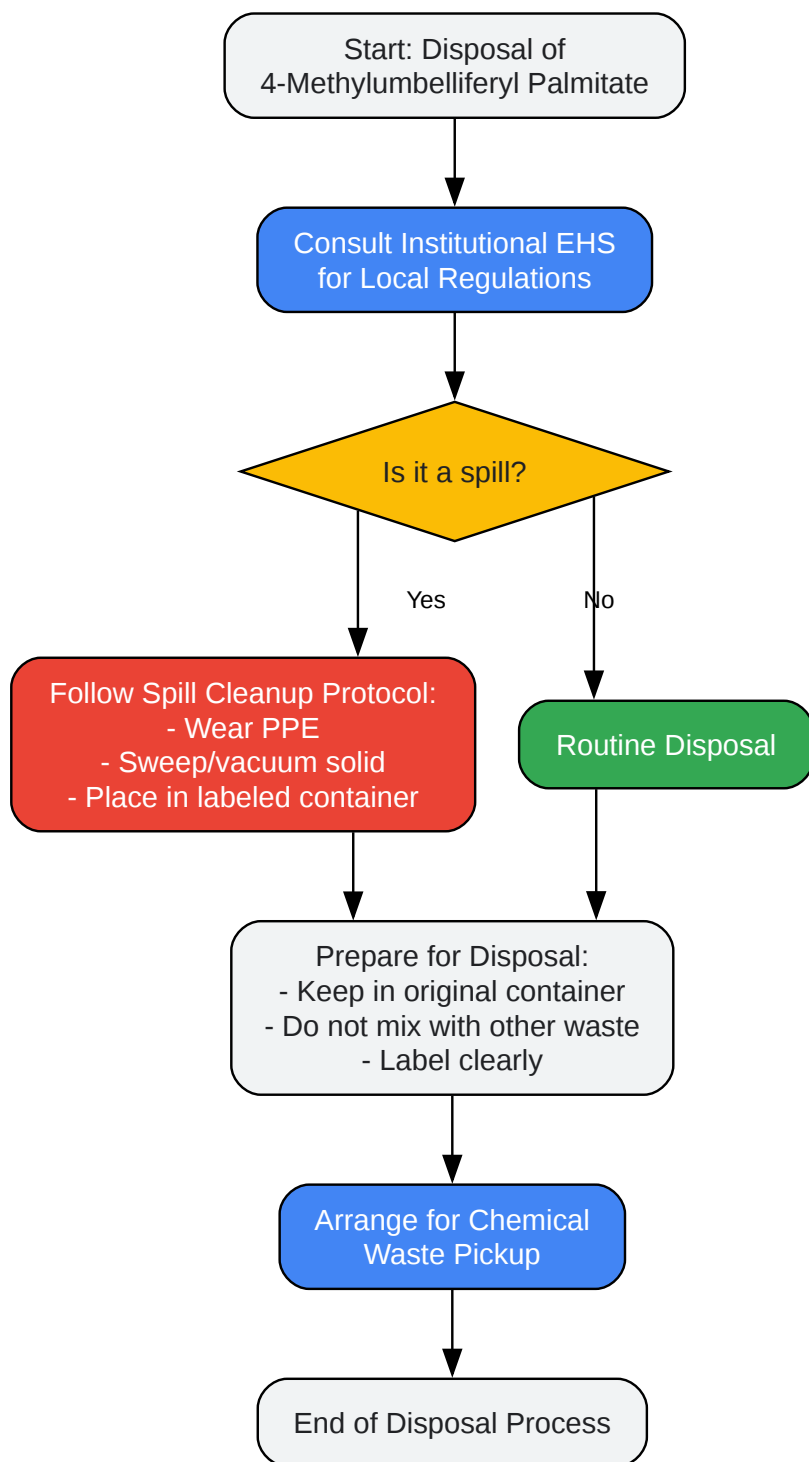 Start: Disposal of
4-Methylumbelliferyl Palmitate
Consult Institutional EHS
for Local Regulations
Is it a spill?
Yes
No
Follow Spill Cleanup Protocol:
- Wear PPE
- Sweep/vacuum solid
- Place in labeled container
Routine Disposal
Prepare for Disposal:
- Keep in original container
- Do not mix with other waste
- Label clearly
Arrange for Chemical
Waste Pickup
End of Disposal Process